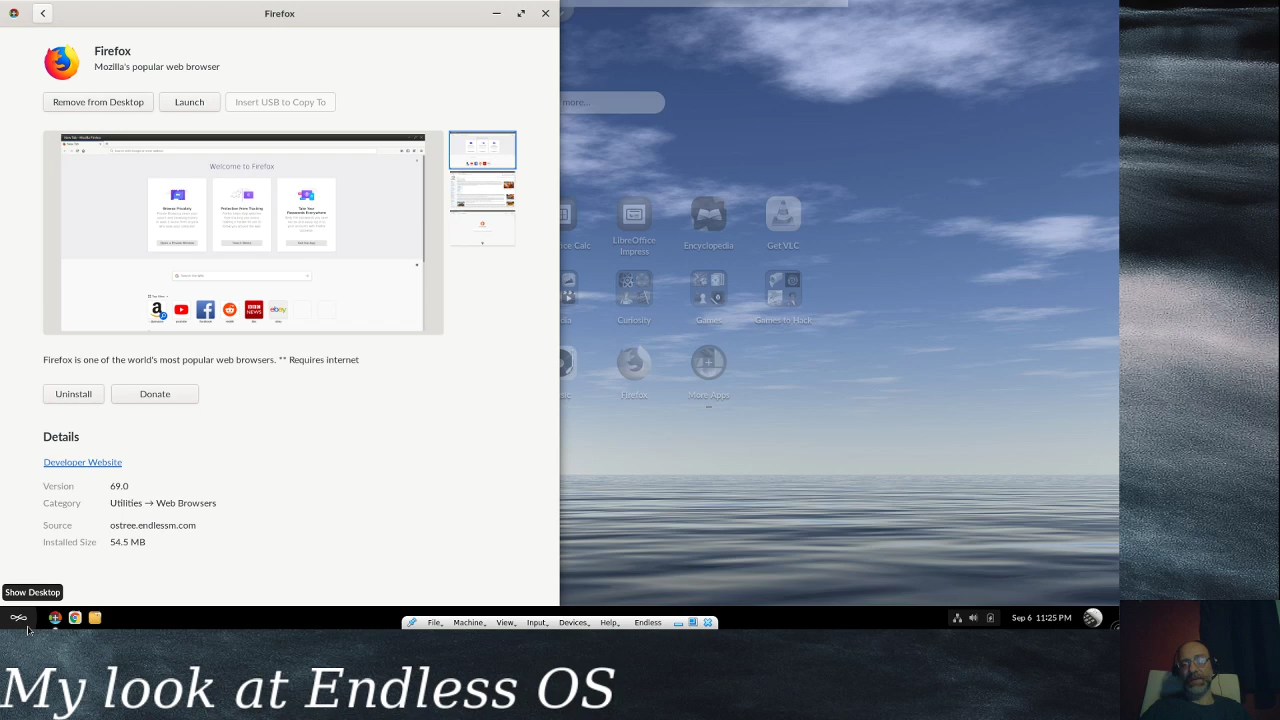 Firefox
Firefox
Mozilla's popular web browser
Remove from Desktop
Launch
Insert USB to Copy To
more...
Welcome to Firefox
LibreOffice
Impress
Encyclopedia
Get VLC
Curiosity
Games
Games to Hack
Firefox
More Apps
Firefox is one of the world's most popular web browsers. ** Requires internet
Uninstall
Donate
Details
Developer Website
Version 69.0
Category Utilities → Web Browsers
Source ostree.endlessm.com
Installed Size 54.5 MB
Show Desktop
File
Machine
View
Input
Devices
Help
Endless
Sep 6 11:25 PM
My look at Endless OS